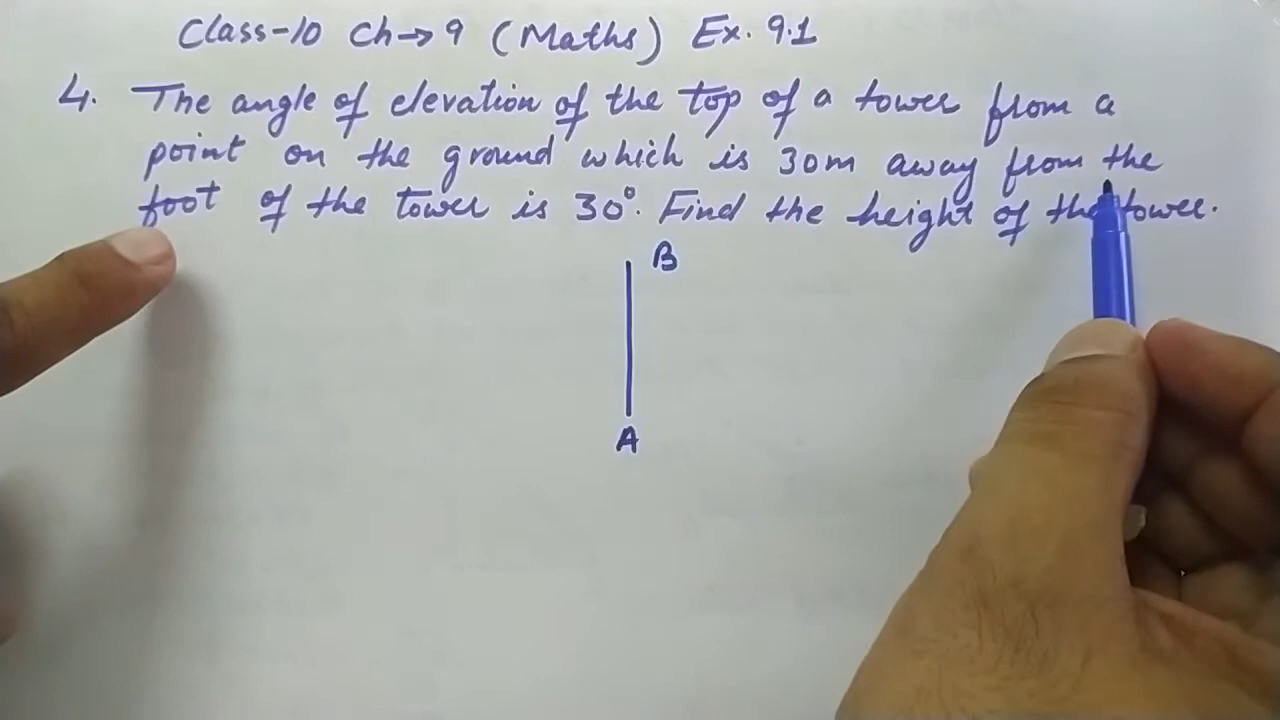 Class-10 Ch→9 (Maths) Ex. 9.1
4. The angle of elevation of the top of a tower from a
point on the ground which is 30m away from the
foot of the tower is 30°. Find the height of the tower.
B
A